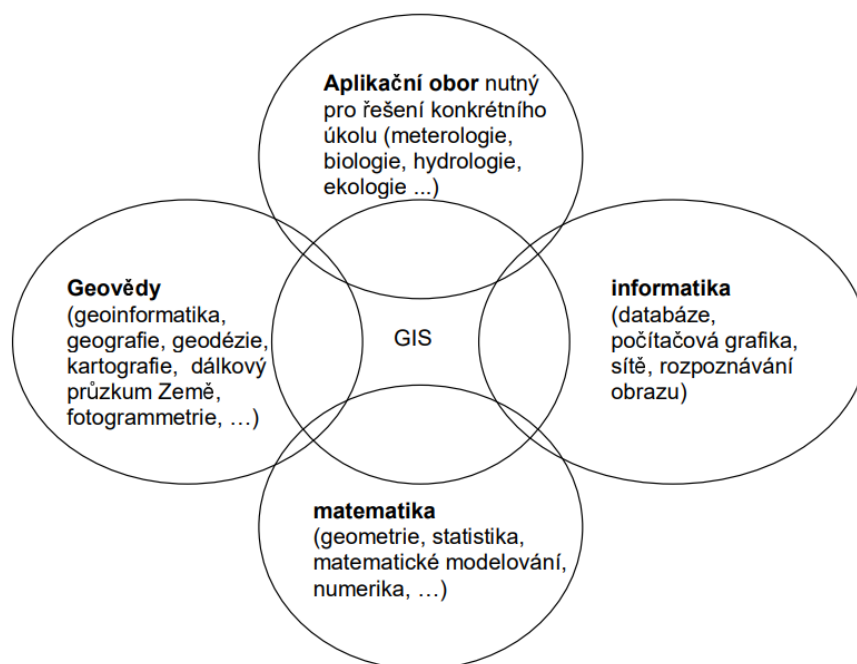 Aplikační obor nutný
pro řešení konkrétního
úkolu (meterologie,
biologie, hydrologie,
ekologie ...)
Geovědy
(geoinformatika,
geografie, geodézie,
kartografie, dálkový
průzkum Země,
fotogrammetrie, …)
GIS
informatika
(databáze,
počítačová grafika,
sítě, rozpoznávání
obrazu)
matematika
(geometrie, statistika,
matematické modelování,
numerika, …)